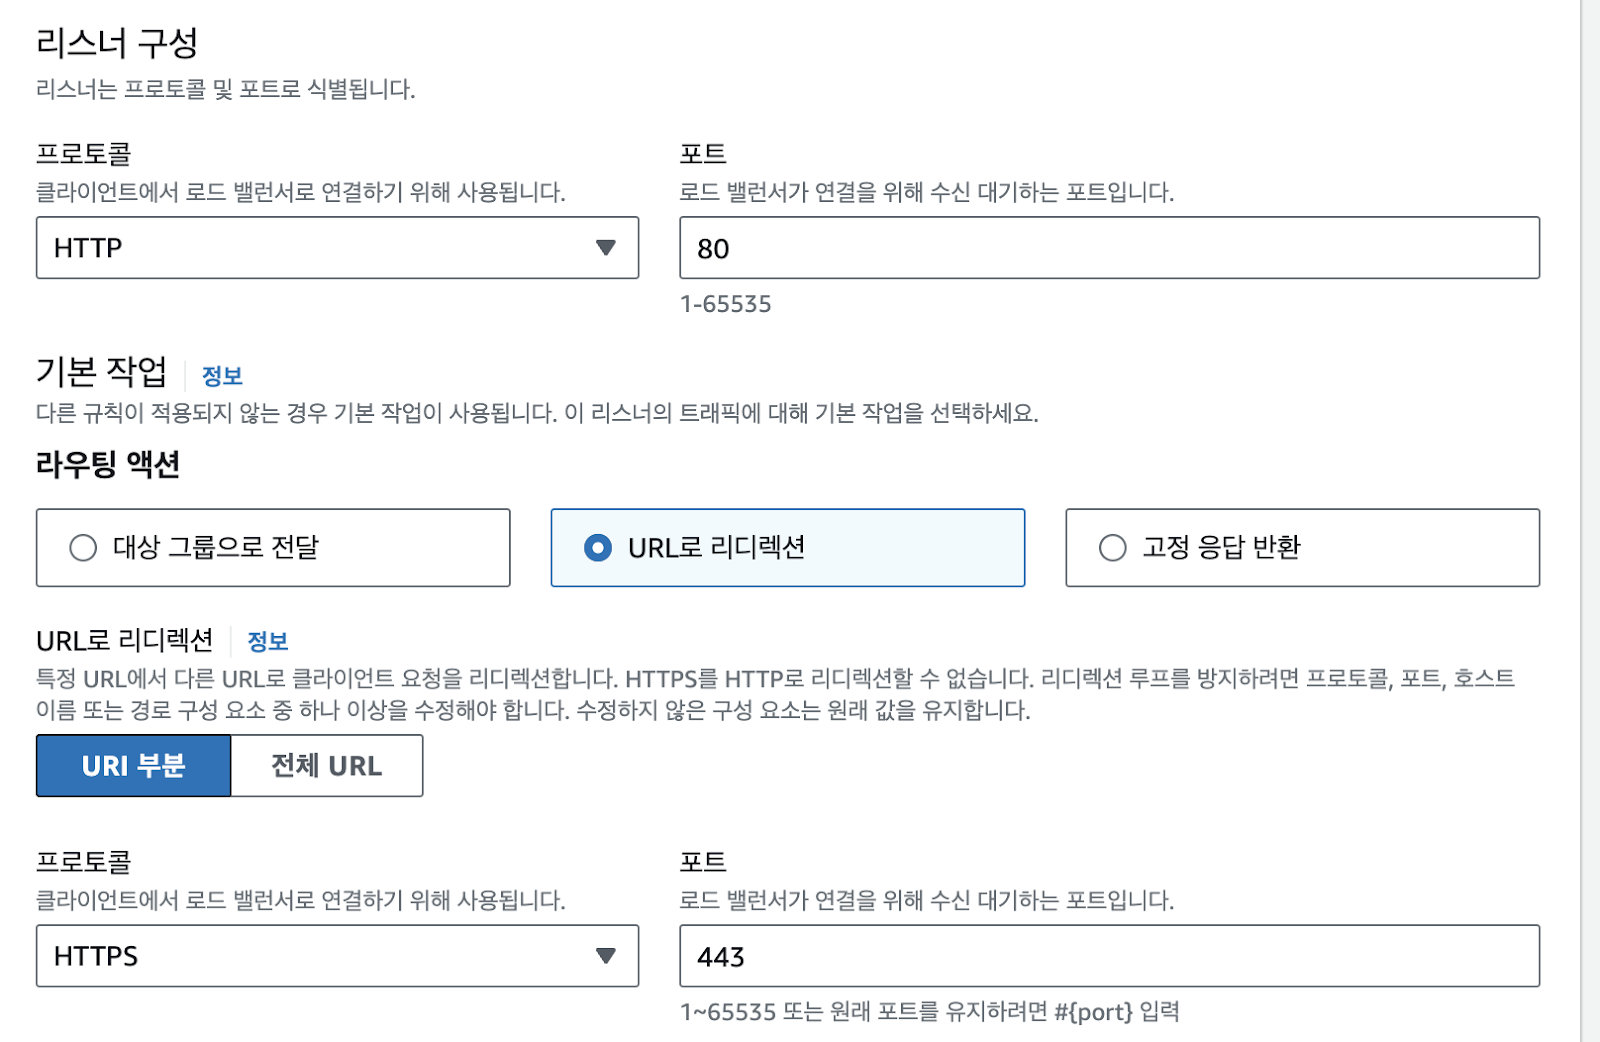 리스너 구성
리스너는 프로토콜 및 포트로 식별됩니다.
프로토콜
클라이언트에서 로드 밸런서로 연결하기 위해 사용됩니다.
HTTP
포트
로드 밸런서가 연결을 위해 수신 대기하는 포트입니다.
80
1-65535
기본 작업
정보
다른 규칙이 적용되지 않는 경우 기본 작업이 사용됩니다. 이 리스너의 트래픽에 대해 기본 작업을 선택하세요.
라우팅 액션
대상 그룹으로 전달
URL로 리디렉션
고정 응답 반환
URL로 리디렉션
정보
특정 URL에서 다른 URL로 클라이언트 요청을 리디렉션합니다. HTTPS를 HTTP로 리디렉션할 수 없습니다. 리디렉션 루프를 방지하려면 프로토콜, 포트, 호스트
이름 또는 경로 구성 요소 중 하나 이상을 수정해야 합니다. 수정하지 않은 구성 요소는 원래 값을 유지합니다.
URI 부분
전체 URL
프로토콜
클라이언트에서 로드 밸런서로 연결하기 위해 사용됩니다.
HTTPS
포트
로드 밸런서가 연결을 위해 수신 대기하는 포트입니다.
443
1~65535 또는 원래 포트를 유지하려면 #{port} 입력